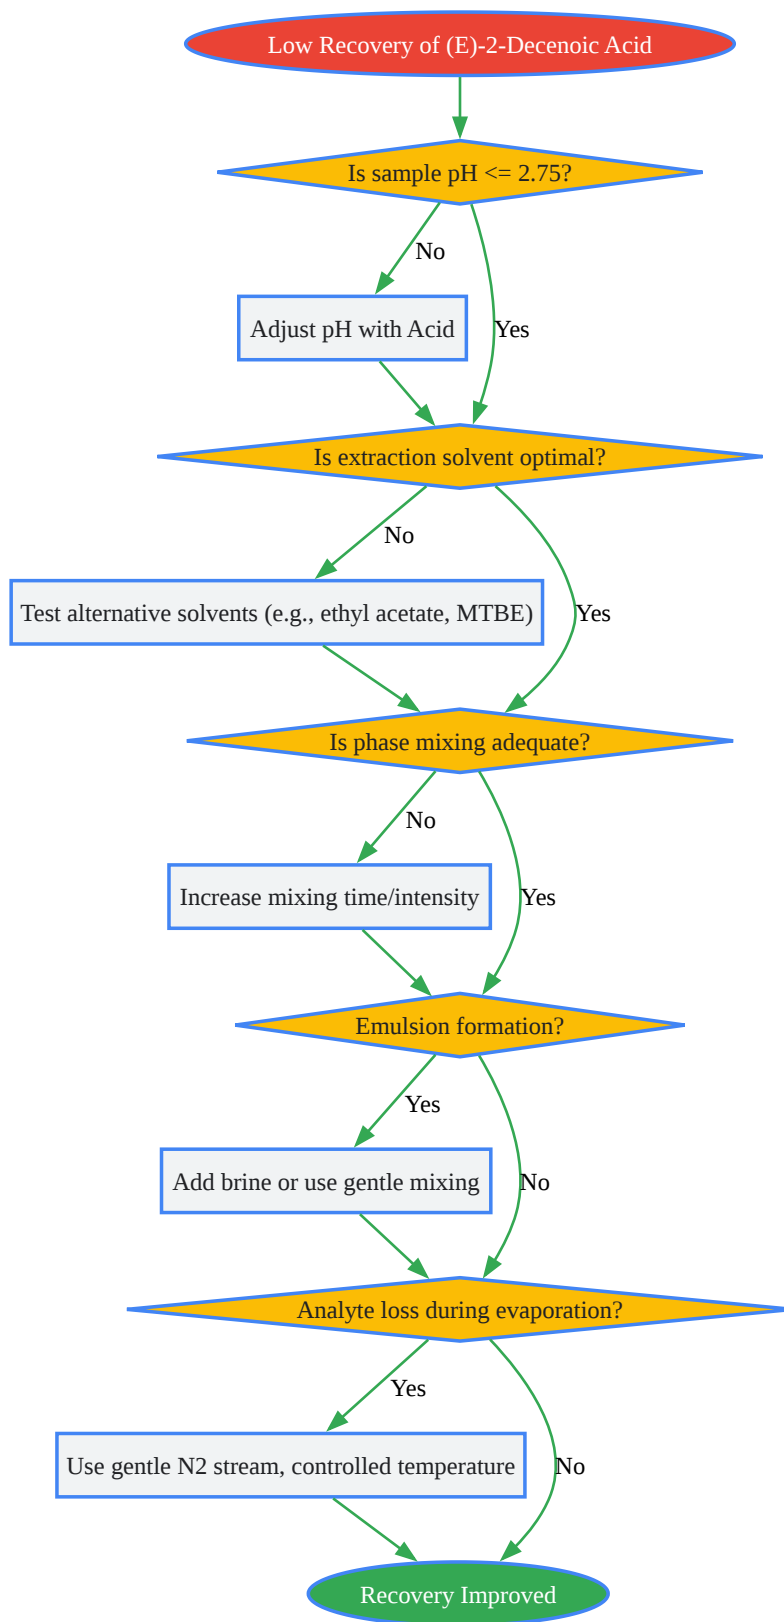 Low Recovery of (E)-2-Decenoic Acid
Is sample pH <= 2.75?
No
Adjust pH with Acid
Yes
Is extraction solvent optimal?
No
Test alternative solvents (e.g., ethyl acetate, MTBE)
Yes
Is phase mixing adequate?
No
Increase mixing time/intensity
Yes
Emulsion formation?
Yes
Add brine or use gentle mixing
No
Analyte loss during evaporation?
Yes
Use gentle N2 stream, controlled temperature
No
Recovery Improved